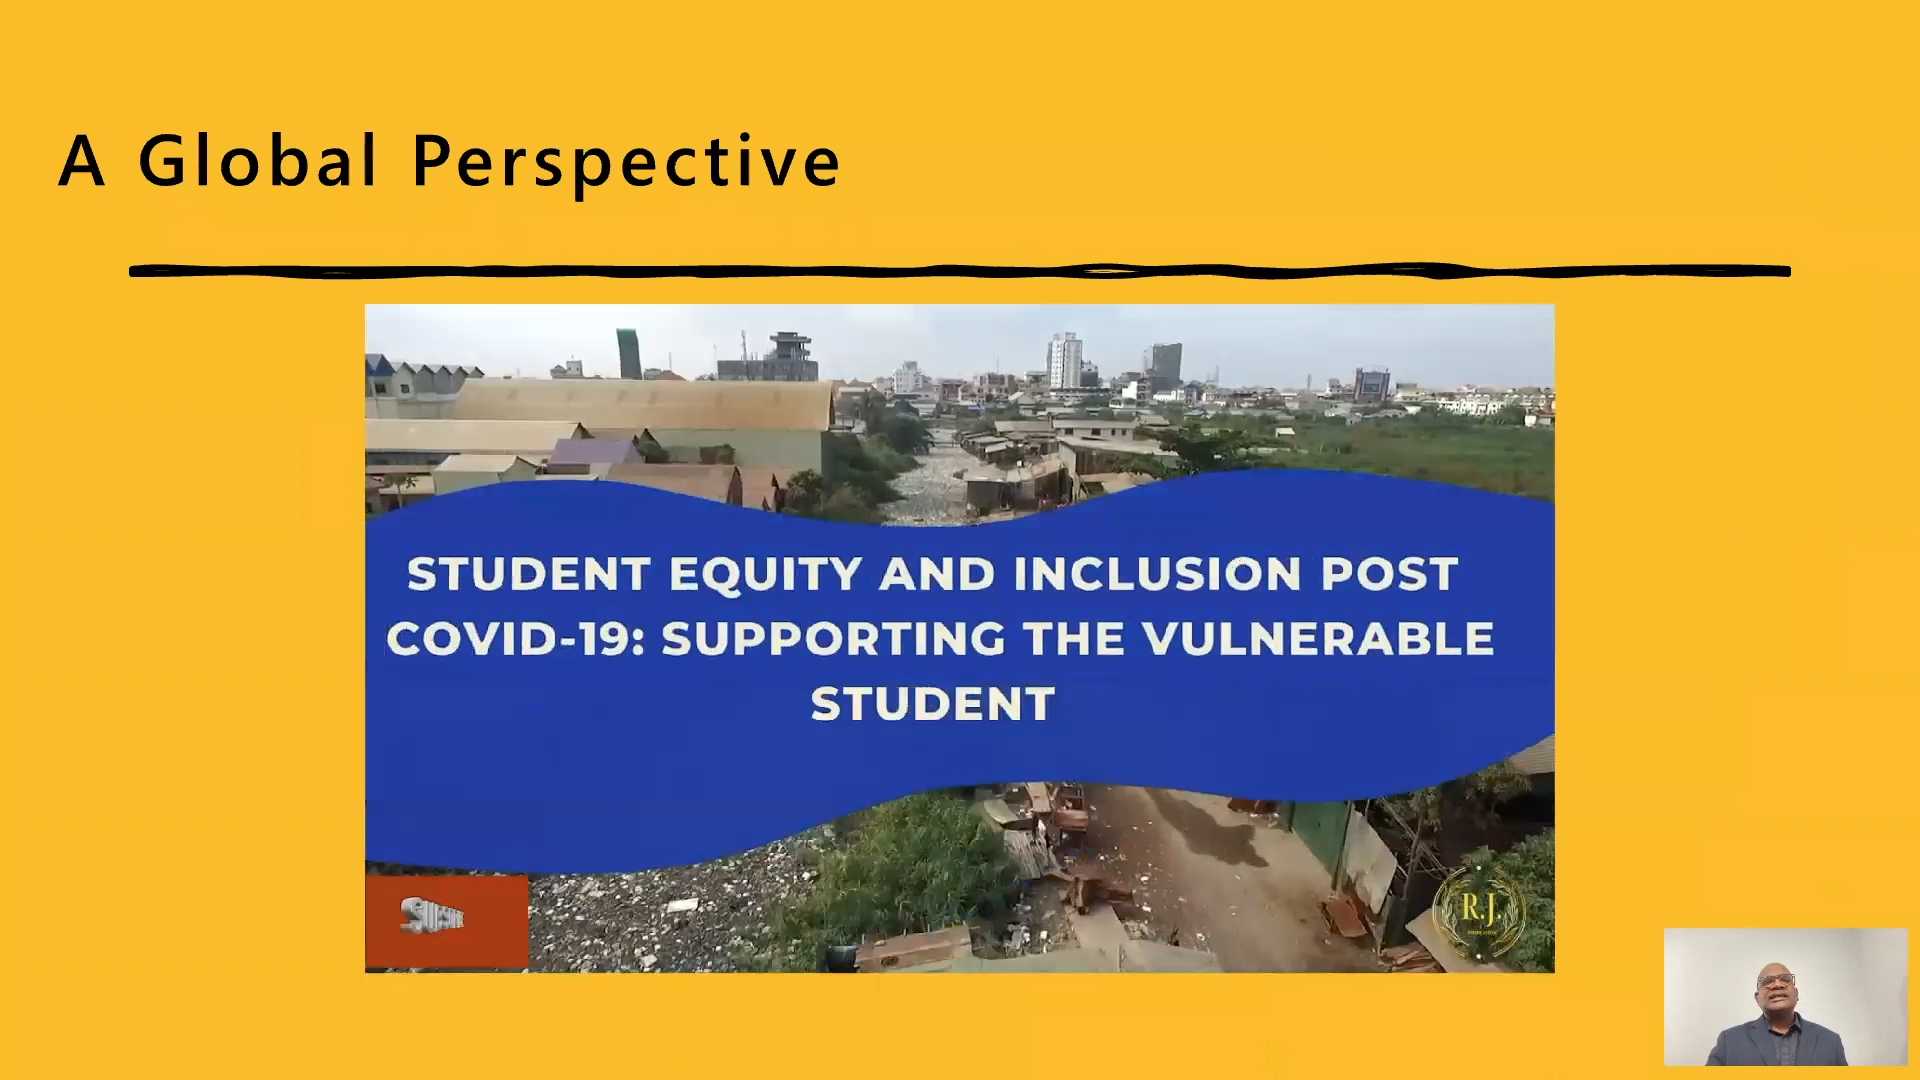 A Global Perspective
STUDENT EQUITY AND INCLUSION POST
COVID-19: SUPPORTING THE VULNERABLE
STUDENT
R.J.